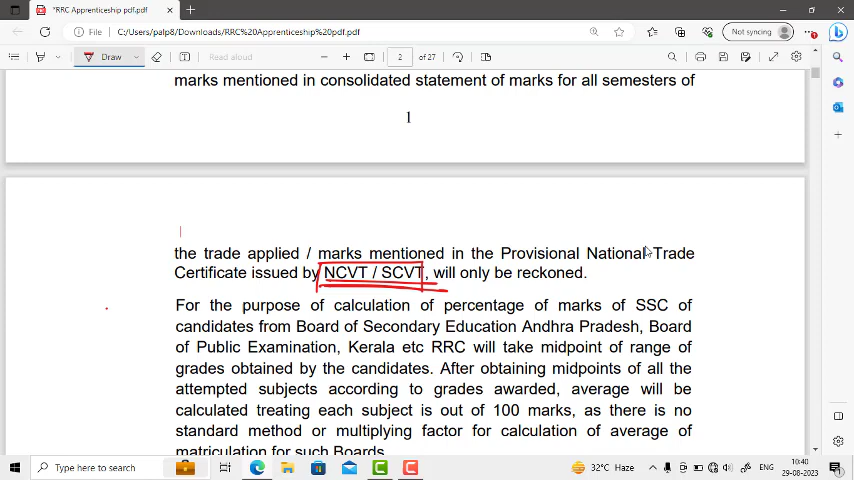 *RRC Apprenticeship pdf.pdf
File
C:/Users/palp8/Downloads/RRC%20Apprenticeship%20pdf.pdf
Not syncing
Draw
Read aloud
2 of 27
marks mentioned in consolidated statement of marks for all semesters of
1
the trade applied / marks mentioned in the Provisional National Trade
Certificate issued by NCVT / SCVT, will only be reckoned.
For the purpose of calculation of percentage of marks of SSC of
candidates from Board of Secondary Education Andhra Pradesh, Board
of Public Examination, Kerala etc RRC will take midpoint of range of
grades obtained by the candidates. After obtaining midpoints of all the
attempted subjects according to grades awarded, average will be
calculated treating each subject is out of 100 marks, as there is no
standard method or multiplying factor for calculation of average of
matriculation for such Boards.
Type here to search
32°C Haze
ENG
10:40
29-08-2023